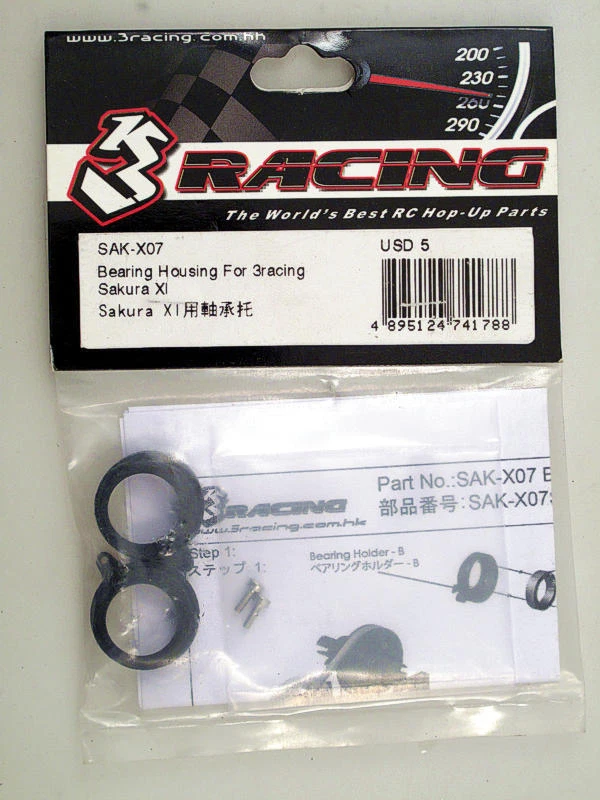 www.3racing.com.hk
200
230
260
290
3 RACING
The World's Best RC Hop-Up Parts
SAK-X07
USD 5
Bearing Housing For 3racing
Sakura XI
Sakura XI用軸承托
4 895124 741788
3RACING
www.3racing.com.hk
Part No.:SAK-X07 B
部品番号:SAK-X07
Step 1:
ステップ 1:
Bearing Holder - B
ベアリングホルダー - B